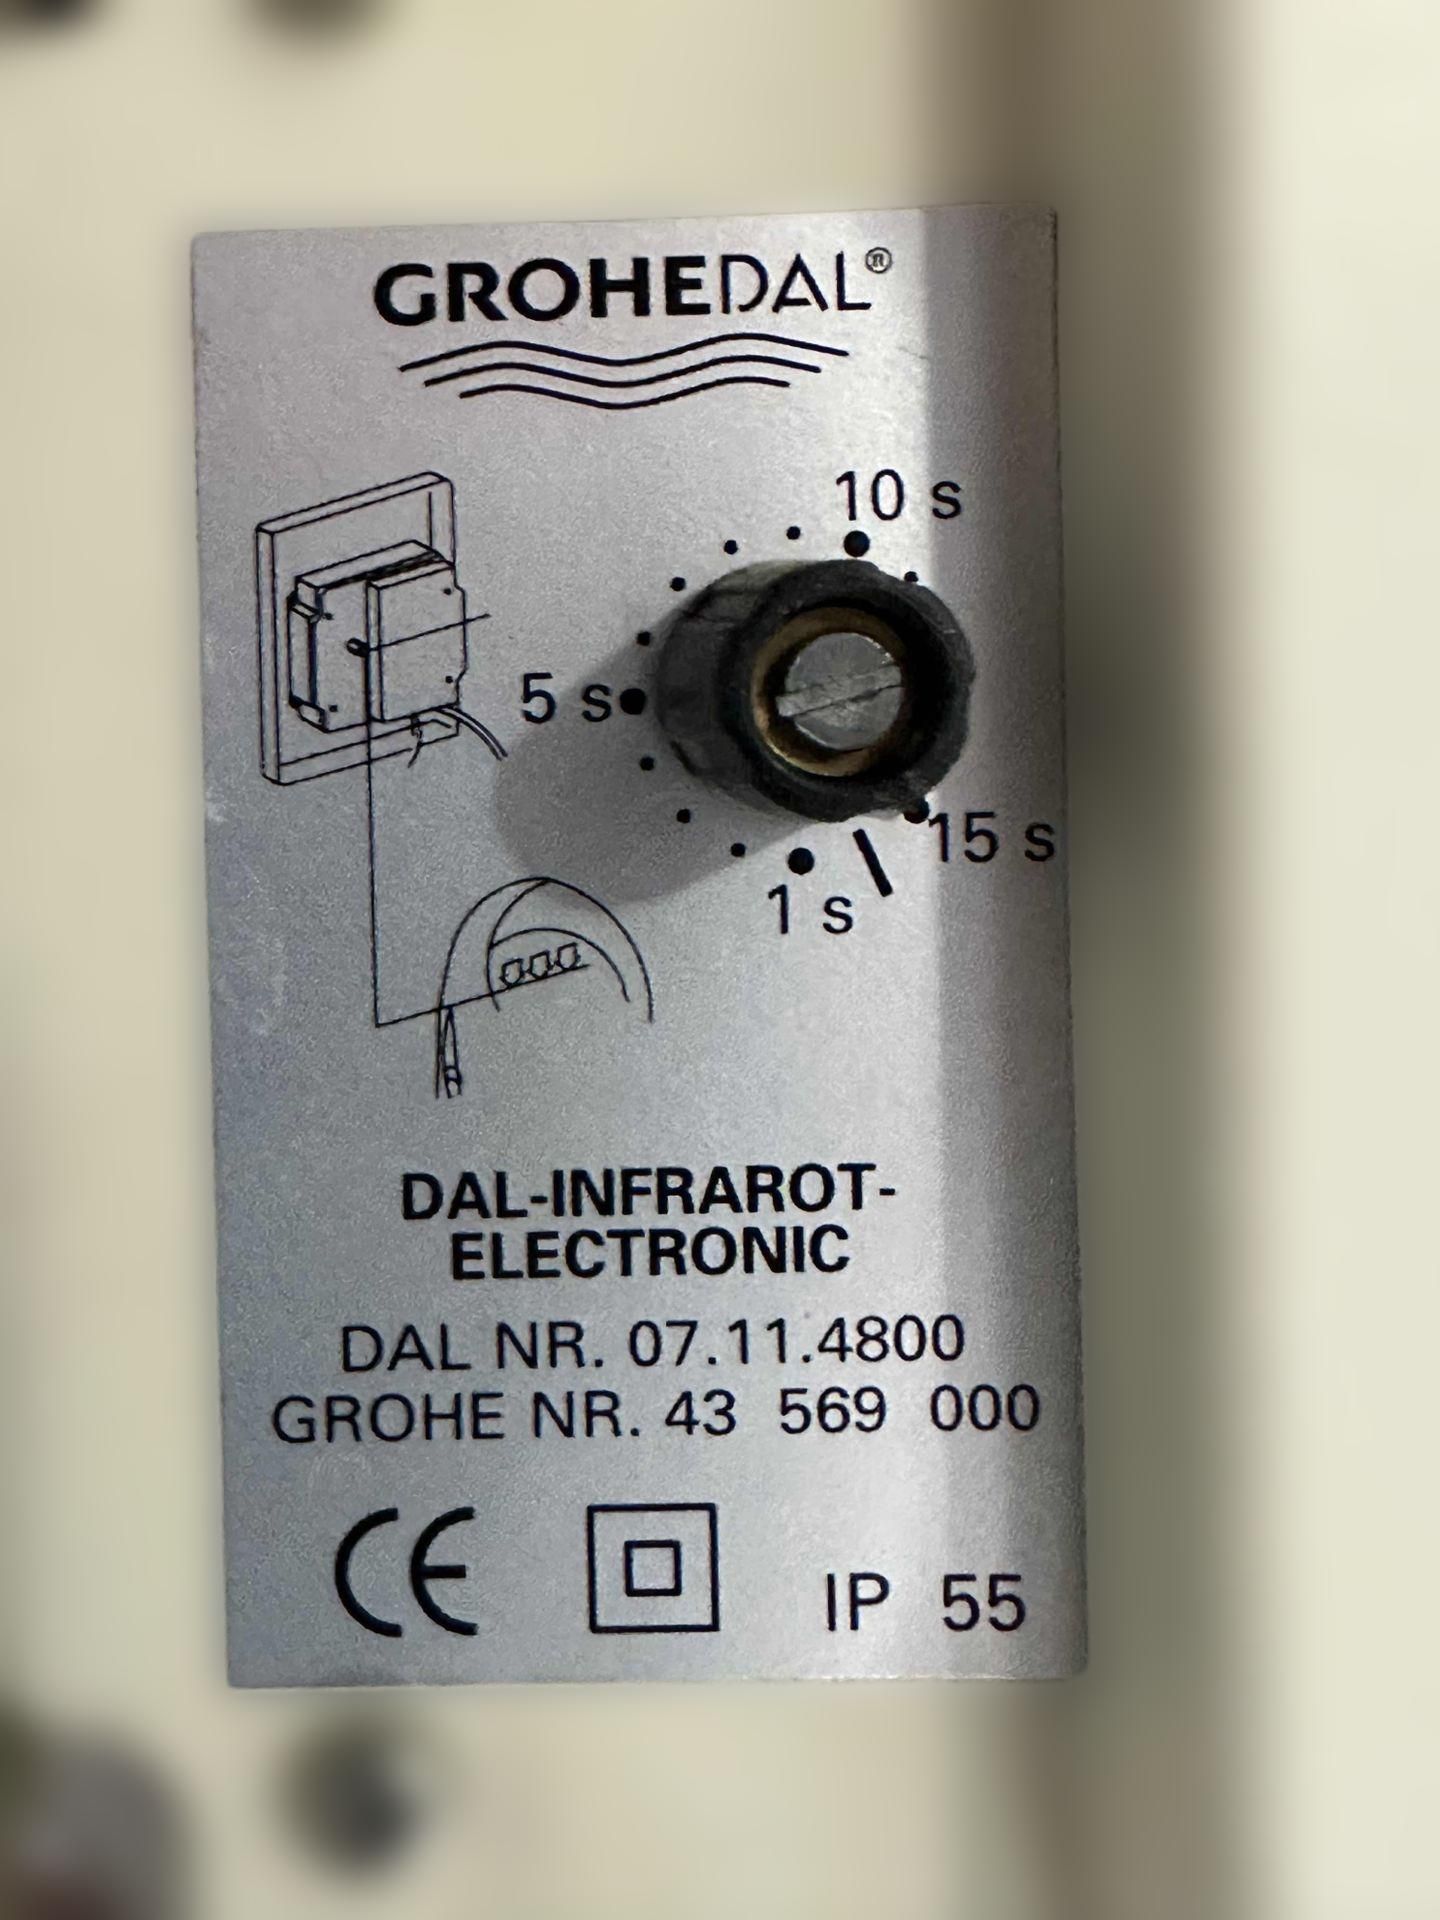 GROHEDAL®
10 s
5 s
15 s
1 s
DAL-INFRAROT-
ELECTRONIC
DAL NR. 07.11.4800
GROHE NR. 43 569 000
CE
IP 55